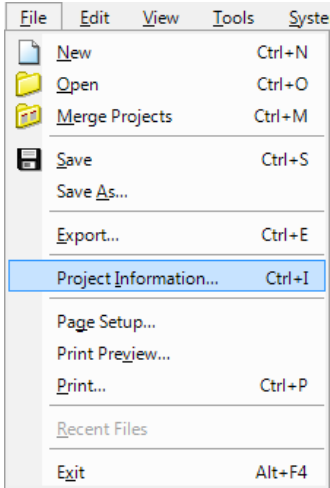 File Edit View Tools Syste
New Ctrl+N
Open Ctrl+O
Merge Projects Ctrl+M
Save Ctrl+S
Save As...
Export... Ctrl+E
Project Information... Ctrl+I
Page Setup...
Print Preview...
Print... Ctrl+P
Recent Files
Exit Alt+F4